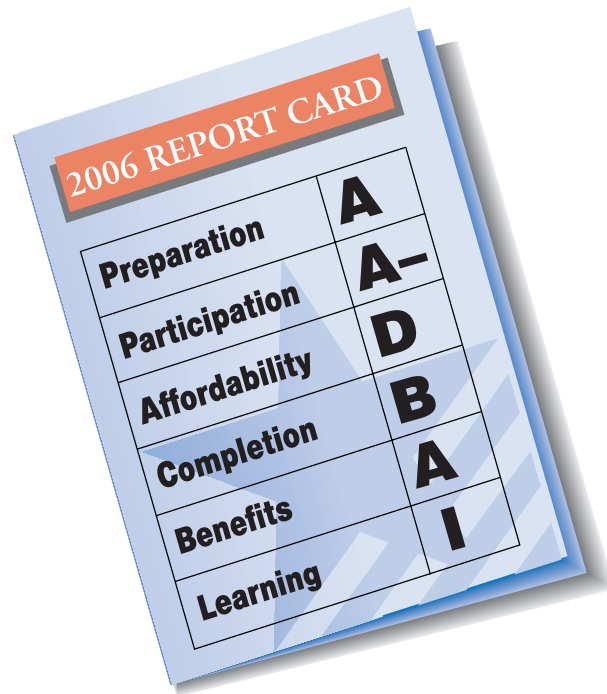 2006 REPORT CARD
Preparation A
Participation A–
Affordability D
Completion B
Benefits A
Learning I